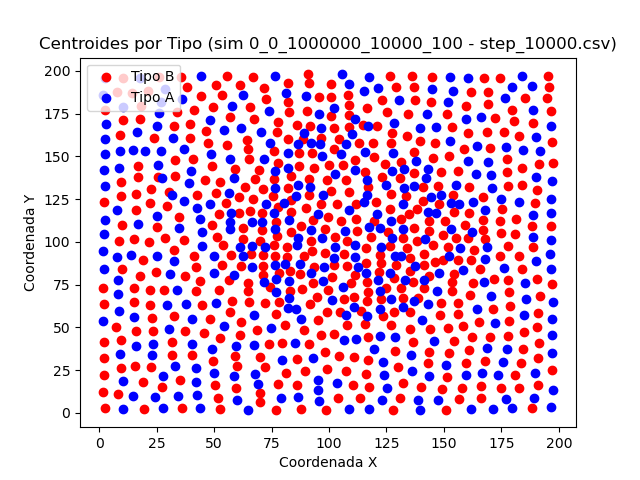 Centroides por Tipo (sim 0_0_1000000_10000_100 - step_10000.csv)
Tipo B
Tipo A
Coordenada Y
200
175
150
125
100
75
50
25
0
0 25 50 75 100 125 150 175 200
Coordenada X